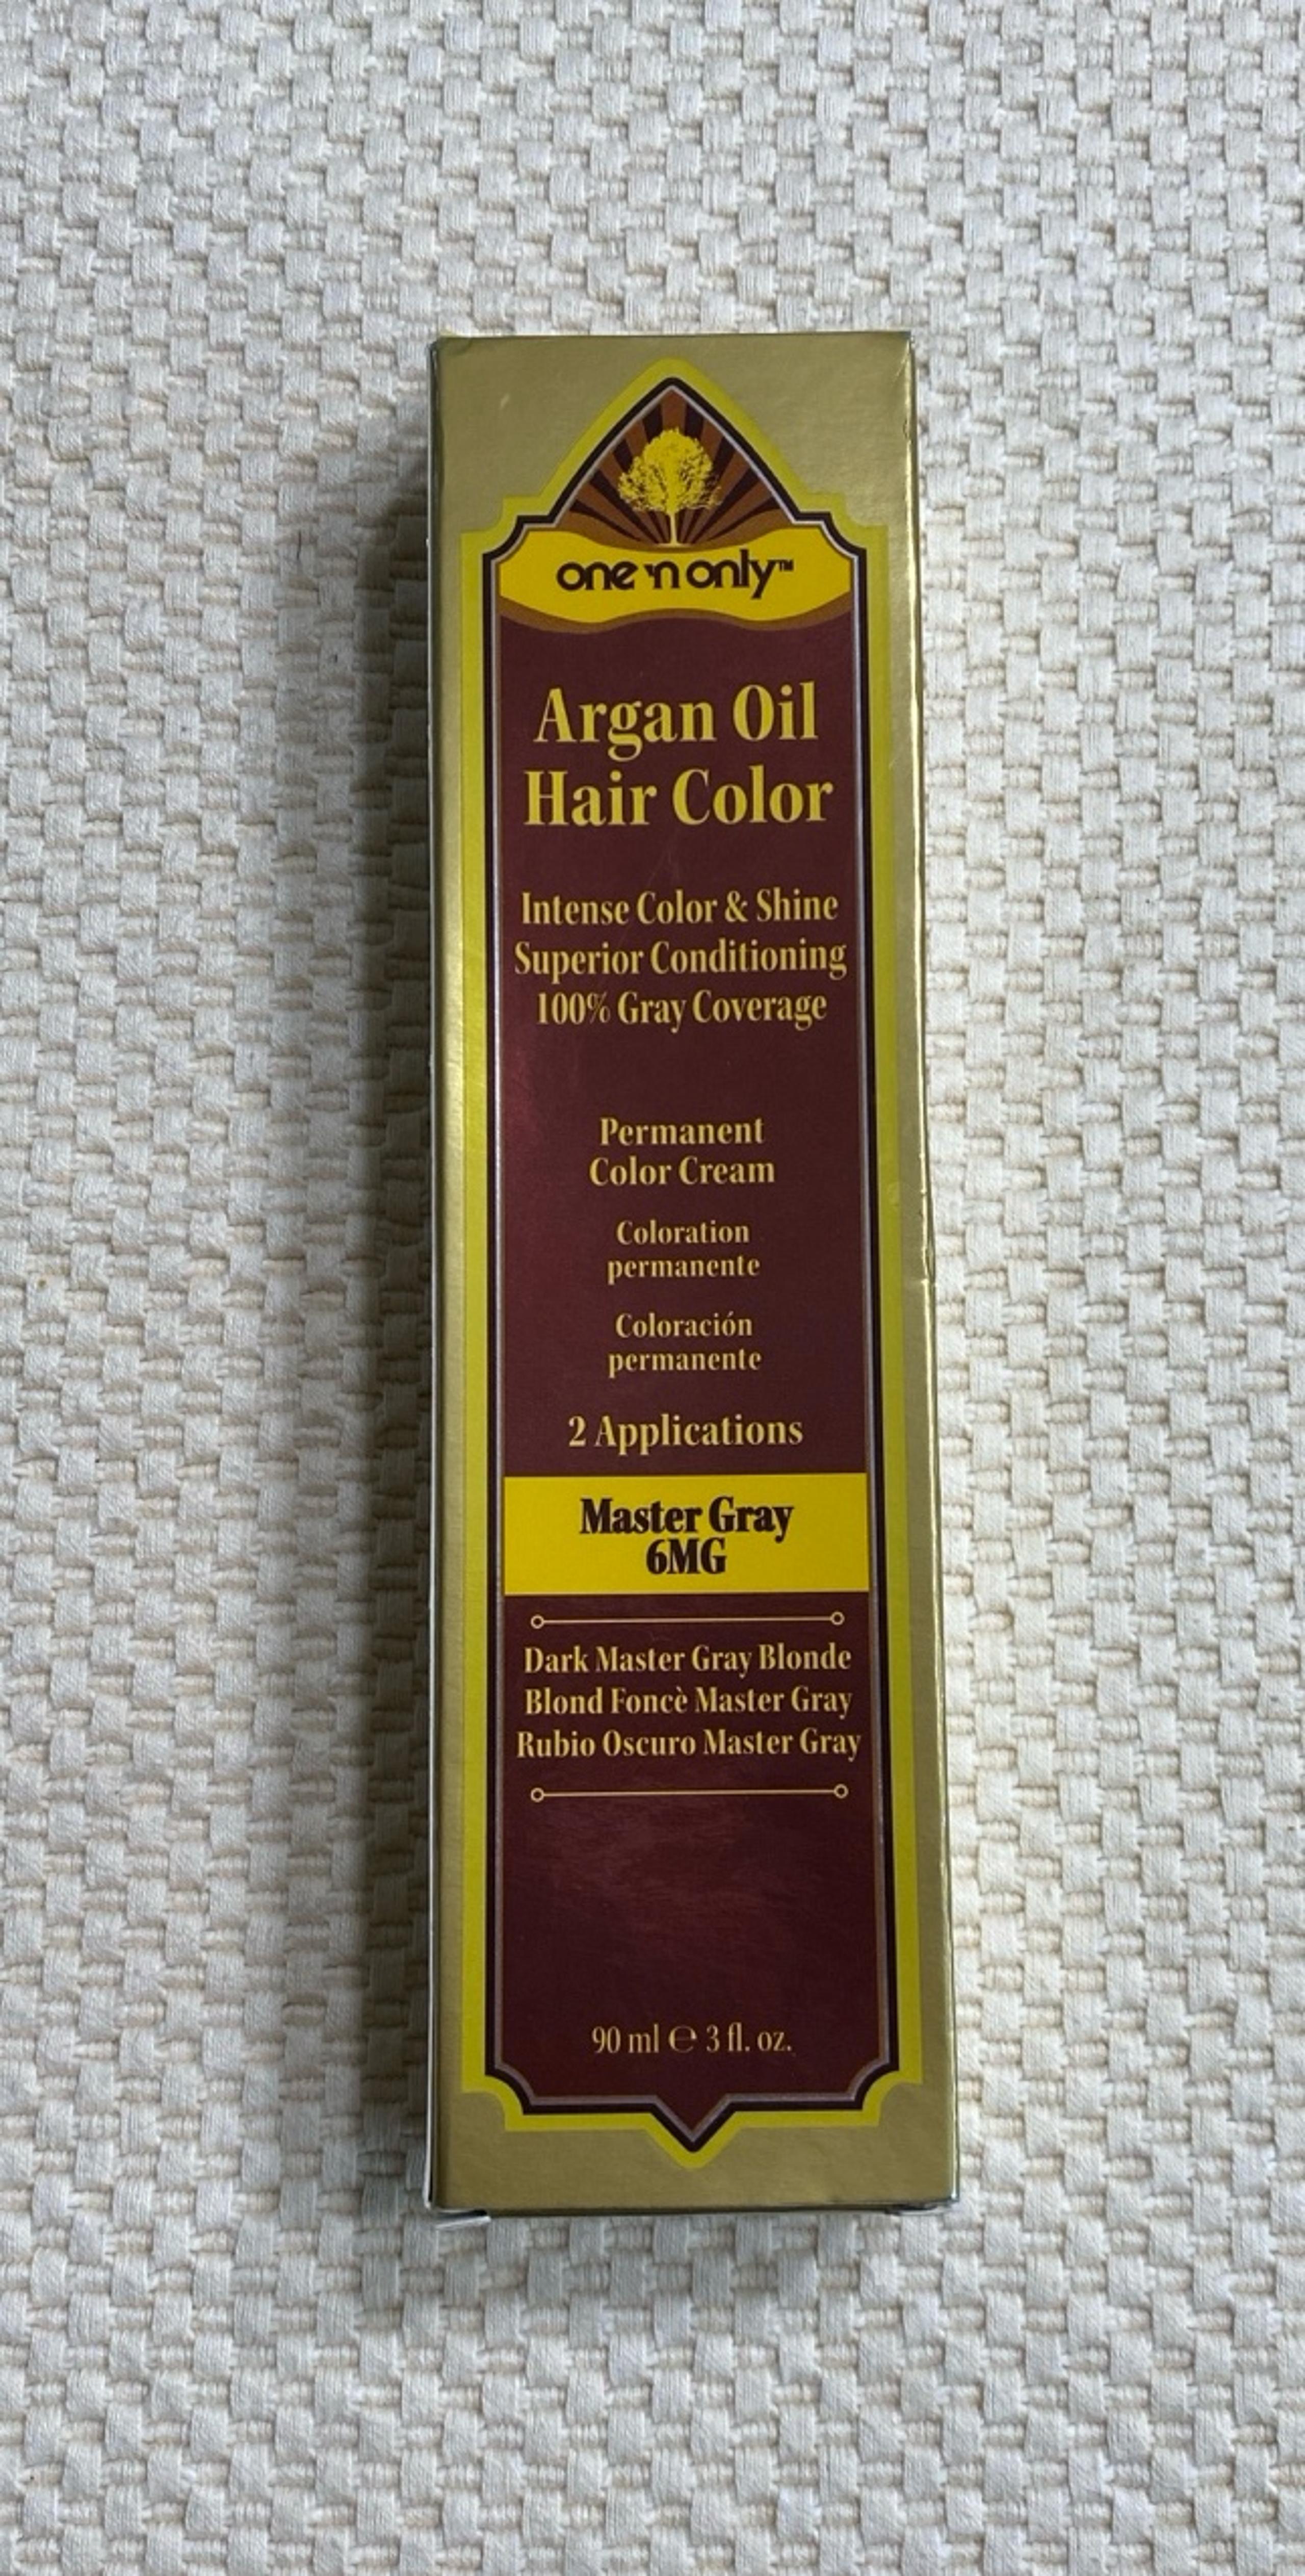 one 'n only™
Argan Oil
Hair Color
Intense Color & Shine
Superior Conditioning
100% Gray Coverage
Permanent
Color Cream
Coloration
permanente
Coloración
permanente
2 Applications
Master Gray
6MG
Dark Master Gray Blonde
Blond Foncè Master Gray
Rubio Oscuro Master Gray
90 ml ℮ 3 fl. oz.